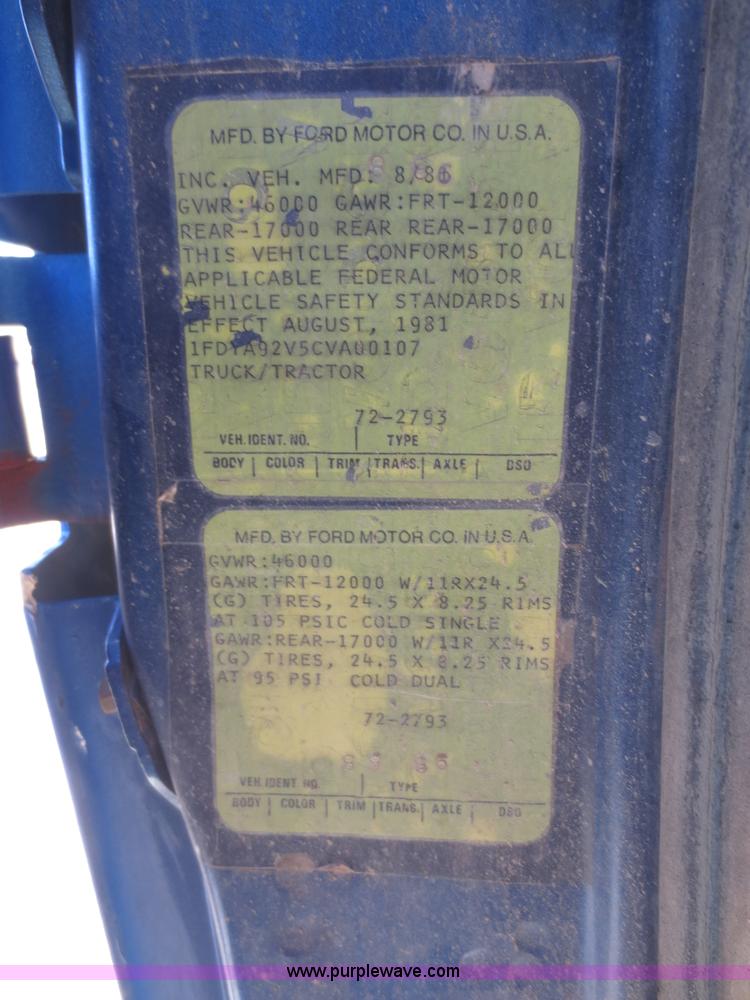 MFD. BY FORD MOTOR CO. IN U.S.A.
INC. VEH. MFD: 8/81
GVWR:46000 GAWR:FRT-12000
REAR-17000 REAR REAR-17000
THIS VEHICLE CONFORMS TO ALL
APPLICABLE FEDERAL MOTOR
VEHICLE SAFETY STANDARDS IN
EFFECT AUGUST, 1981
1FDYA92V5CVA00107
TRUCK/TRACTOR
72-2793
VEH. IDENT. NO. TYPE
BODY COLOR TRIM TRANS. AXLE DSO
MFD. BY FORD MOTOR CO. IN U.S.A.
GVWR:46000
GAWR:FRT-12000 W/11RX24.5
(G) TIRES, 24.5 X 8.25 RIMS
AT 105 PSIC COLD SINGLE
GAWR:REAR-17000 W/11R X24.5
(G) TIRES, 24.5 X 8.25 RIMS
AT 95 PSI COLD DUAL
72-2793
VEH. IDENT. NO. TYPE
BODY COLOR TRIM TRANS. AXLE DSO
www.purplewave.com